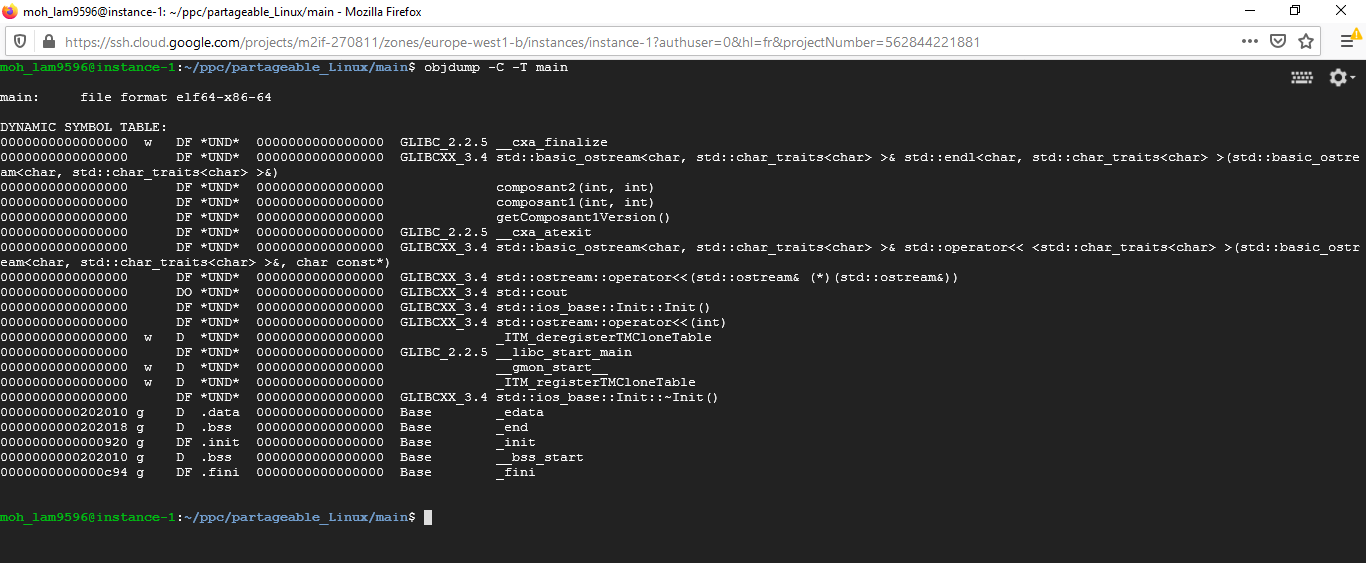 moh_lam9596@instance-1: ~/ppc/partageable_Linux/main - Mozilla Firefox
https://ssh.cloud.google.com/projects/m2if-270811/zones/europe-west1-b/instances/instance-1?authuser=0&hl=fr&projectNumber=562844221881
moh_lam9596@instance-1:~/ppc/partageable_Linux/main$ objdump -C -T main
main:     file format elf64-x86-64
DYNAMIC SYMBOL TABLE:
0000000000000000  w   DF *UND*  0000000000000000  GLIBC_2.2.5 __cxa_finalize
0000000000000000      DF *UND*  0000000000000000  GLIBCXX_3.4 std::basic_ostream<char, std::char_traits<char> >& std::endl<char, std::char_traits<char> >(std::basic_ostre
am<char, std::char_traits<char> >&)
0000000000000000      DF *UND*  0000000000000000              composant2(int, int)
0000000000000000      DF *UND*  0000000000000000              composant1(int, int)
0000000000000000      DF *UND*  0000000000000000              getComposant1Version()
0000000000000000      DF *UND*  0000000000000000  GLIBC_2.2.5 __cxa_atexit
0000000000000000      DF *UND*  0000000000000000  GLIBCXX_3.4 std::basic_ostream<char, std::char_traits<char> >& std::operator<< <std::char_traits<char> >(std::basic_ostr
eam<char, std::char_traits<char> >&, char const*)
0000000000000000      DF *UND*  0000000000000000  GLIBCXX_3.4 std::ostream::operator<<(std::ostream& (*)(std::ostream&))
0000000000000000      DO *UND*  0000000000000000  GLIBCXX_3.4 std::cout
0000000000000000      DF *UND*  0000000000000000  GLIBCXX_3.4 std::ios_base::Init::Init()
0000000000000000      DF *UND*  0000000000000000  GLIBCXX_3.4 std::ostream::operator<<(int)
0000000000000000  w   D  *UND*  0000000000000000              _ITM_deregisterTMCloneTable
0000000000000000      DF *UND*  0000000000000000  GLIBC_2.2.5 __libc_start_main
0000000000000000  w   D  *UND*  0000000000000000              __gmon_start__
0000000000000000  w   D  *UND*  0000000000000000              _ITM_registerTMCloneTable
0000000000000000      DF *UND*  0000000000000000  GLIBCXX_3.4 std::ios_base::Init::~Init()
0000000000202010 g    D  .data  0000000000000000  Base        _edata
0000000000202018 g    D  .bss   0000000000000000  Base        _end
0000000000000920 g    DF .init  0000000000000000  Base        _init
0000000000202010 g    D  .bss   0000000000000000  Base        __bss_start
0000000000000c94 g    DF .fini  0000000000000000  Base        _fini
moh_lam9596@instance-1:~/ppc/partageable_Linux/main$